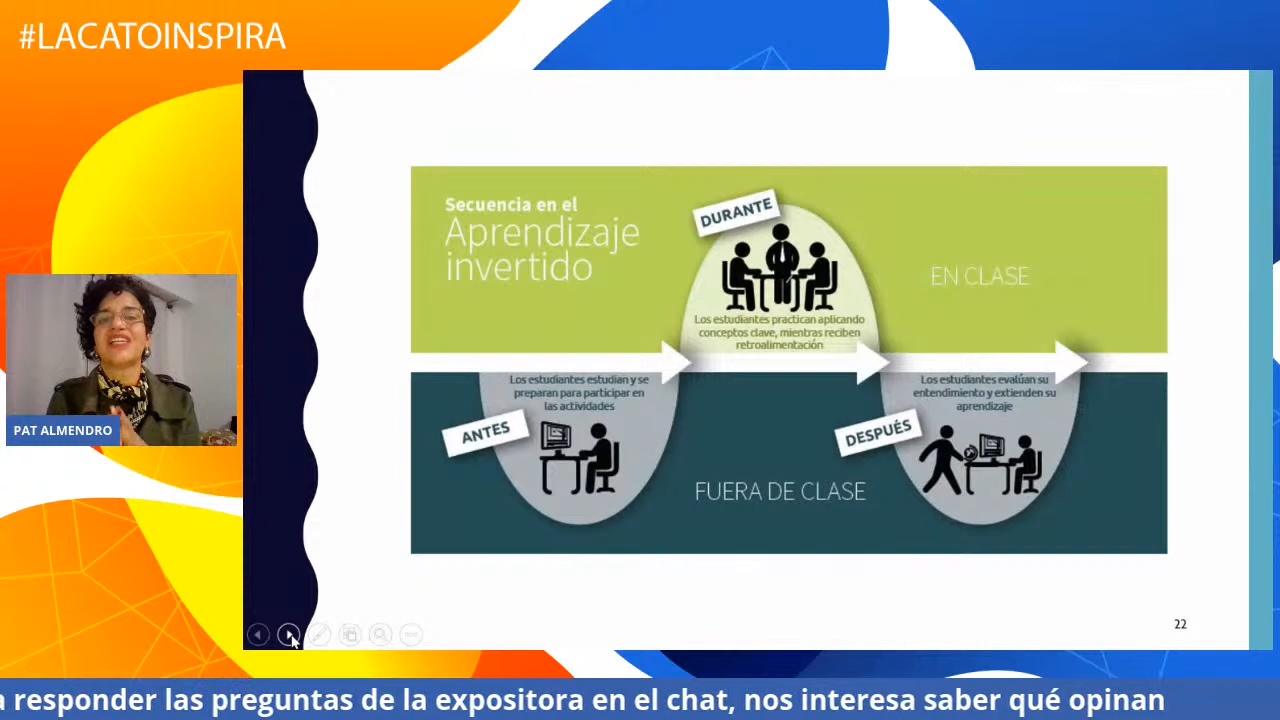 #LACATOINSPIRA
Secuencia en el
Aprendizaje
invertido
DURANTE
EN CLASE
Los estudiantes practican aplicando
conceptos clave, mientras reciben
retroalimentación
Los estudiantes estudian y se
preparan para participar en
las actividades
Los estudiantes evalúan su
entendimiento y extienden su
aprendizaje
ANTES
DESPUÉS
FUERA DE CLASE
PAT ALMENDRO
22
a responder las preguntas de la expositora en el chat, nos interesa saber qué opinan